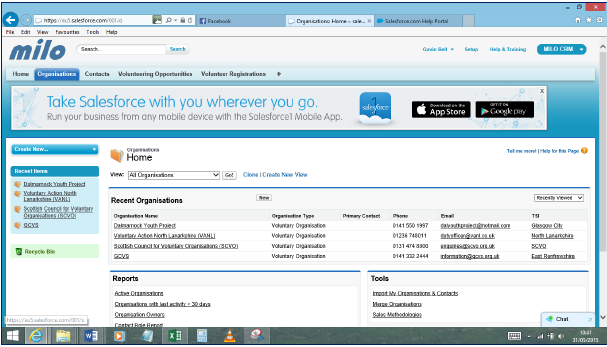 https://eu5.salesforce.com/001/o
Facebook
Organisations: Home ~ sale...
Salesforce.com Help Portal
File Edit View Favourites Tools Help
milo
Search...
Search
Gavin Bell
Setup
Help & Training
MILO CRM
Home
Organisations
Contacts
Volunteering Opportunities
Volunteer Registrations
+
Take Salesforce with you wherever you go.
Run your business from any mobile device with the Salesforce1 Mobile App.
salesforce
Download on the
App Store
GET IT ON
Google play
X
Create New...
Recent Items
Dalmarnock Youth Project
Voluntary Action North
Lanarkshire (VANL)
Scottish Council for Voluntary
Organisations (SCVO)
GCVS
Recycle Bin
Organisations
Home
Tell me more! | Help for this Page
View: All Organisations Go! Clone | Create New View
Recent Organisations
New
Recently Viewed
Organisation Name Organisation Type Primary Contact Phone Email TSI
Dalmarnock Youth Project Voluntary Organisation 0141 550 1997 dalyouthproject@hotmail.com Glasgow City
Voluntary Action North Lanarkshire (VANL) Voluntary Organisation 01236 748011 North Lanarkshire
Scottish Council for Voluntary Organisations (SCVO) Voluntary Organisation 0131 474 8000 enquiries@scvo.org.uk SCVO
GCVS Voluntary Organisation 0141 332 2444 information@gcvs.org.uk East Renfrewshire
Reports
Active Organisations
Organisations with last activity < 30 days
Organisation Owners
Contact Role Report
Tools
Import My Organisations & Contacts
Merge Organisations
Sales Methodologies
Chat
https://eu5.salesforce.com/001/o
10:41
31/03/2015